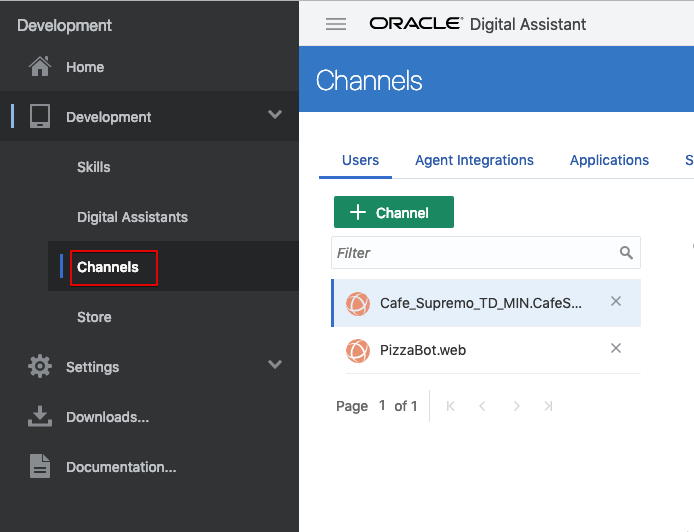 Development
Home
Development
Skills
Digital Assistants
Channels
Store
Settings
Downloads...
Documentation...
ORACLE® Digital Assistant
Channels
Users Agent Integrations Applications S
+ Channel
Filter
Cafe_Supremo_TD_MIN.CafeS...
PizzaBot.web
Page 1 of 1